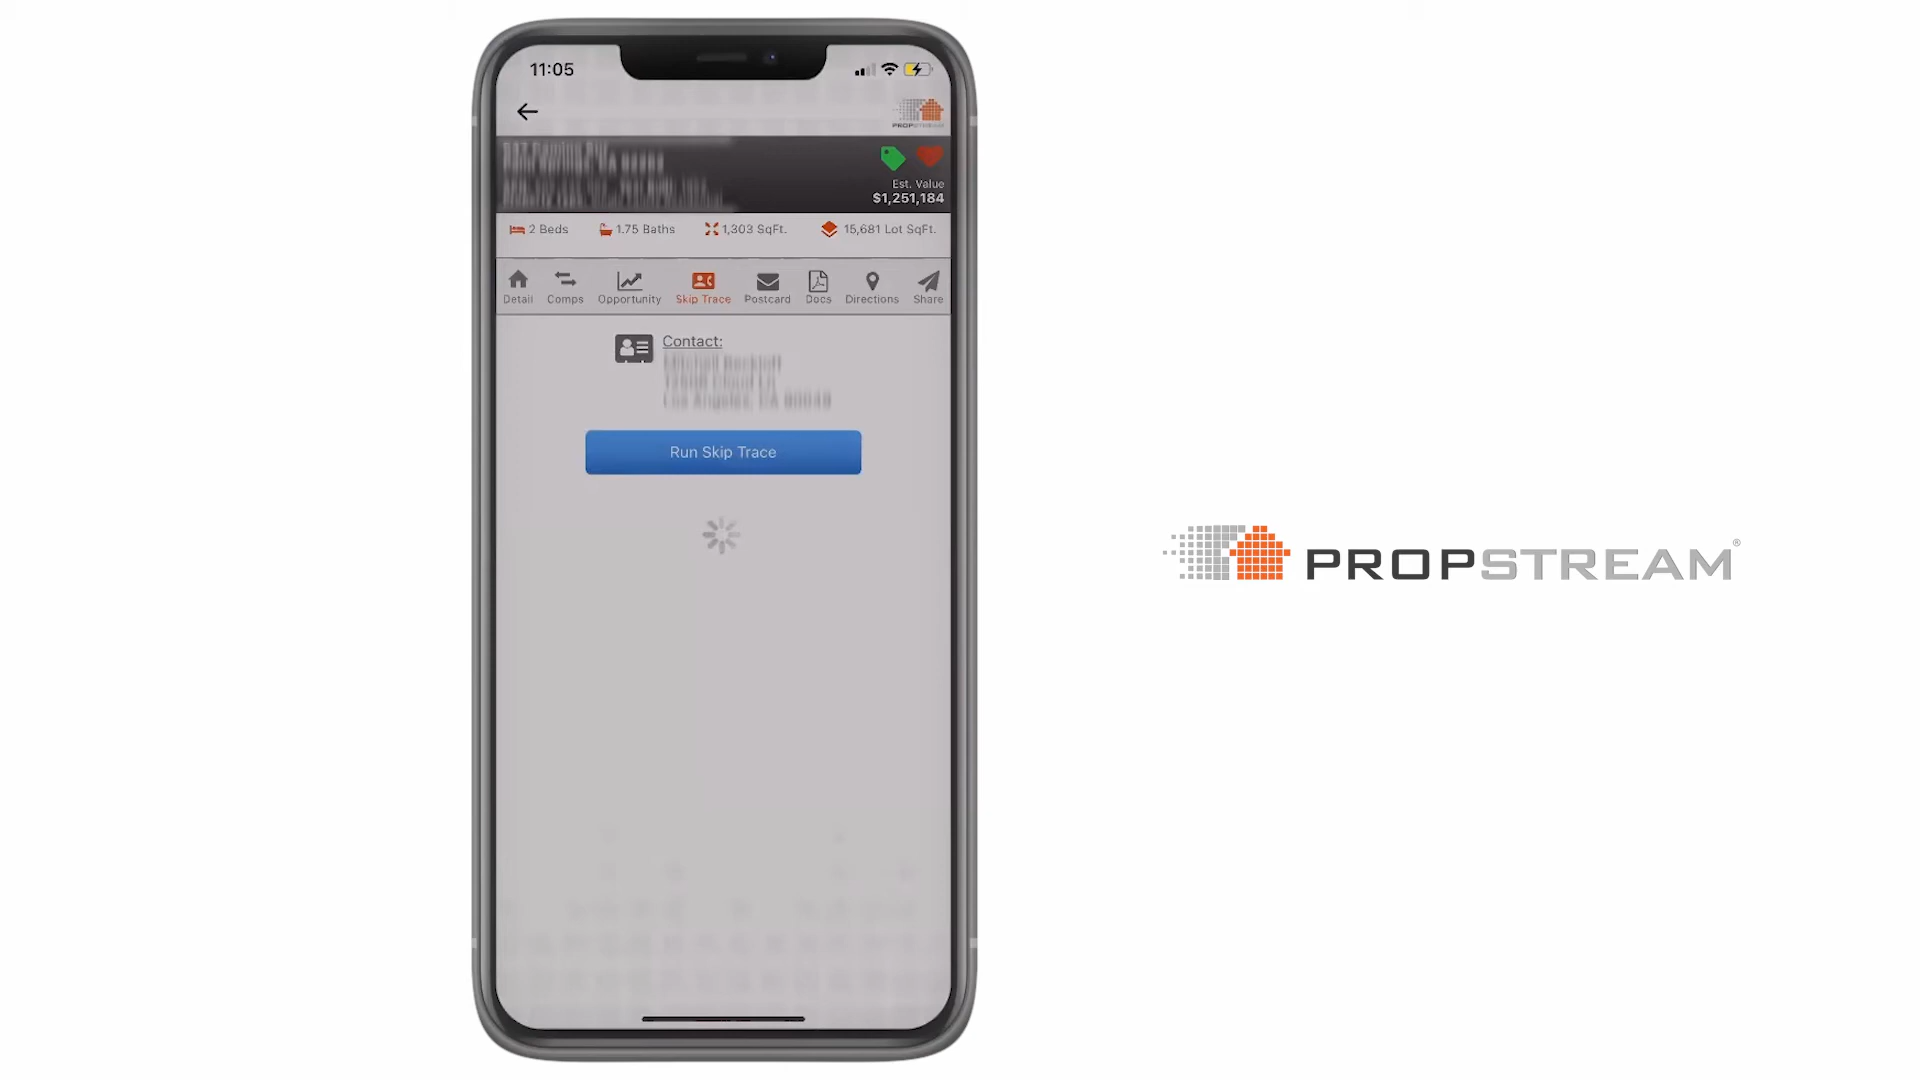 11:05
PROPSTREAM
Est. Value
$1,251,184
2 Beds
1.75 Baths
1,303 SqFt.
15,681 Lot SqFt.
Detail
Comps
Opportunity
Skip Trace
Postcard
Docs
Directions
Share
Contact:
Run Skip Trace
PROPSTREAM®